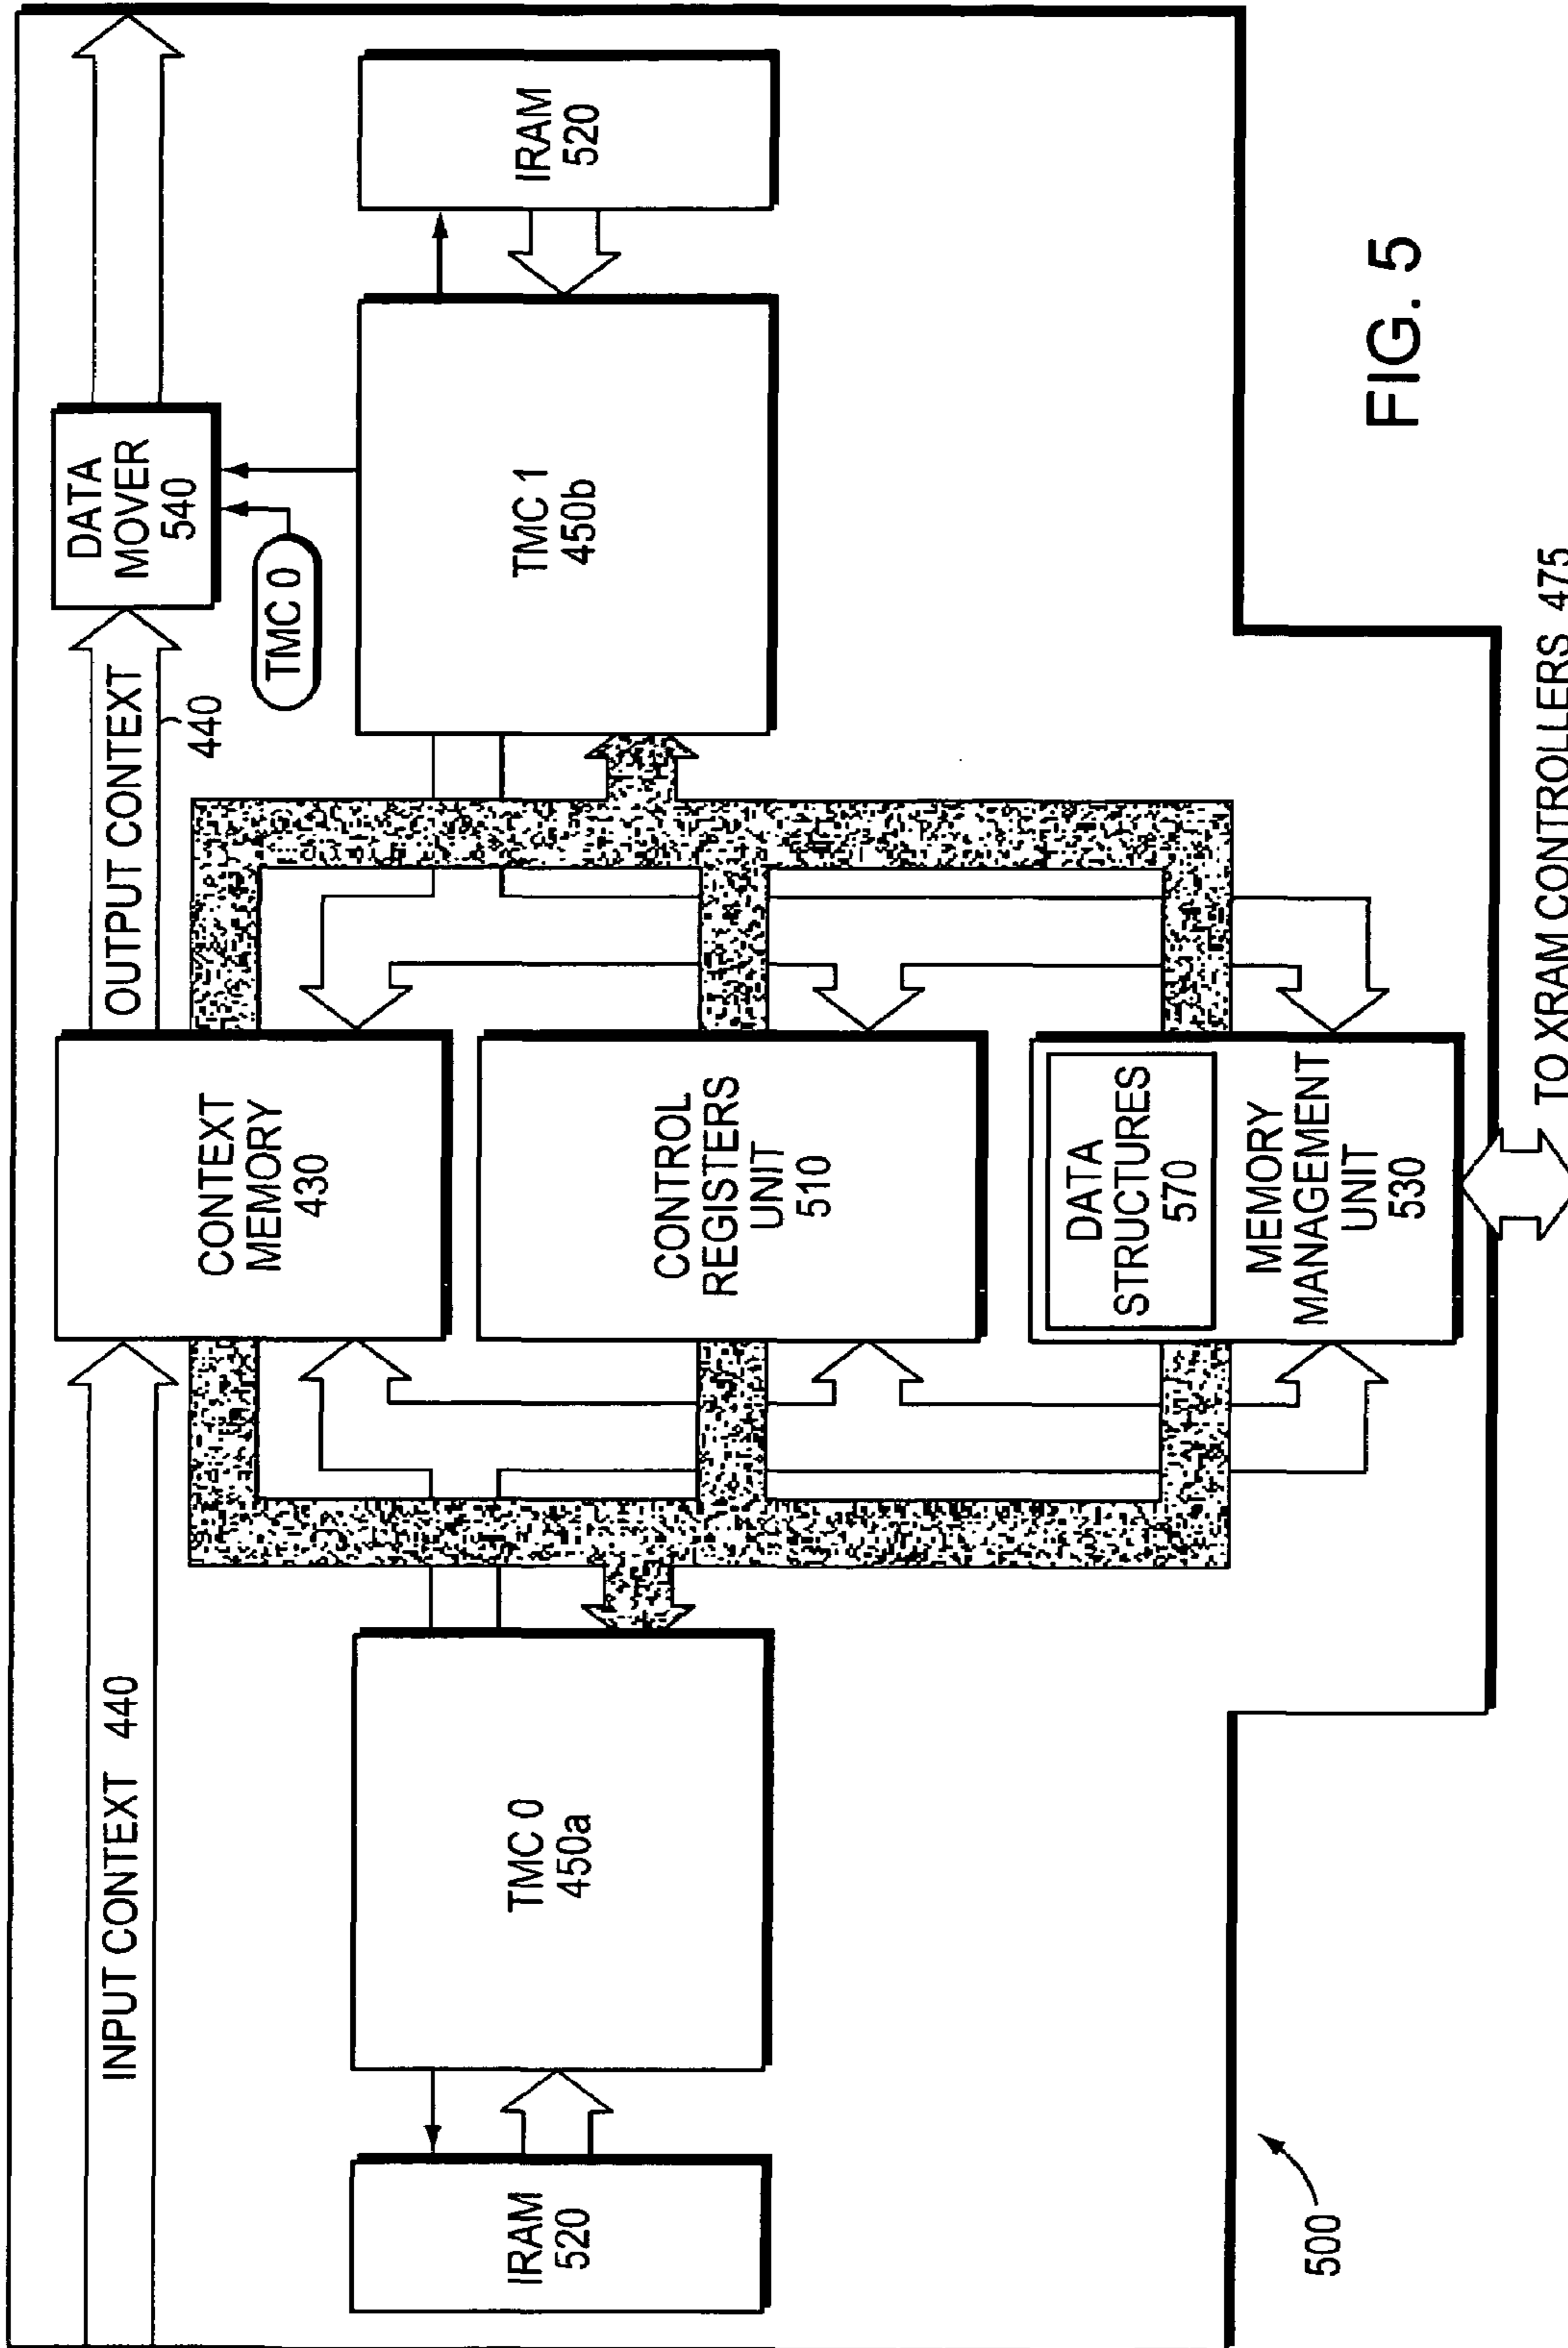 INPUT CONTEXT 440
OUTPUT CONTEXT
440
DATA
MOVER
540
TMC 0
IRAM
520
TMC 0
450a
CONTEXT
MEMORY
430
CONTROL
REGISTERS
UNIT
510
DATA
STRUCTURES
570
MEMORY
MANAGEMENT
UNIT
530
TMC 1
450b
IRAM
520
500
TO XRAM CONTROLLERS 475
FIG. 5